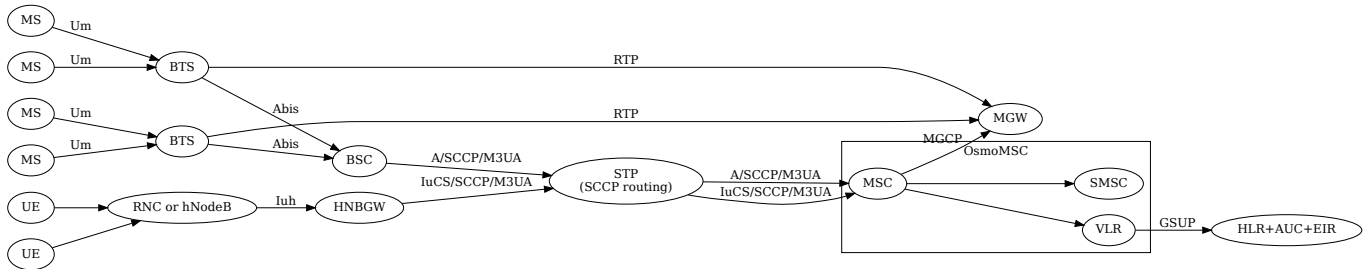 MS
Um
MS
Um
BTS
RTP
MS
Um
Abis
RTP
MGW
MS
Um
BTS
Abis
BSC
MGCP
OsmoMSC
A/SCCP/M3UA
IuCS/SCCP/M3UA
STP
(SCCP routing)
A/SCCP/M3UA
IuCS/SCCP/M3UA
MSC
SMSC
UE
RNC or hNodeB
Iuh
HNBGW
VLR
GSUP
HLR+AUC+EIR
UE